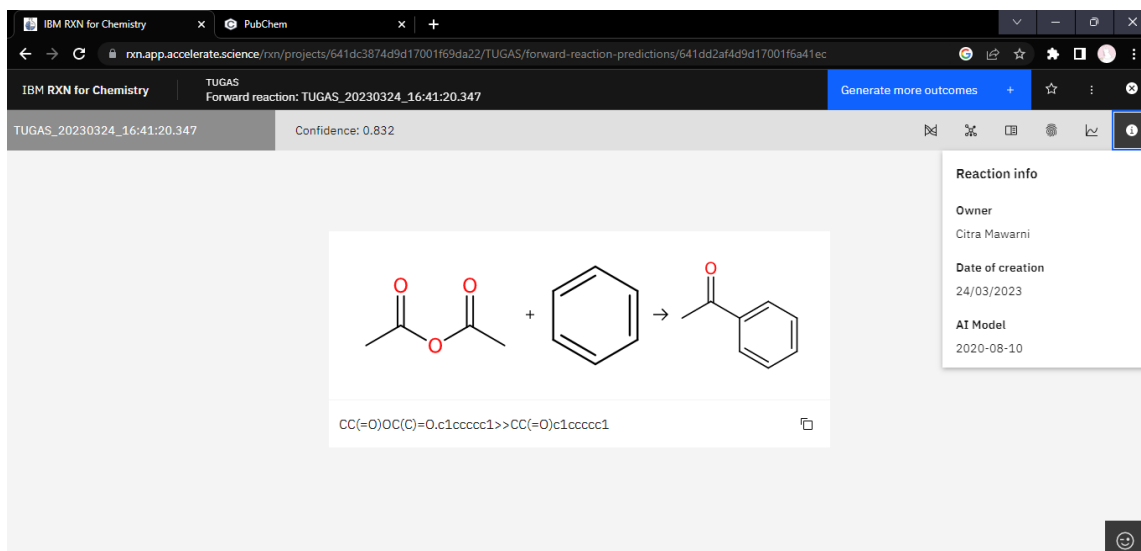 IBM RXN for Chemistry
PubChem
rxn.app.accelerate.science/rxn/projects/641dc3874d9d17001f69da22/TUGAS/forward-reaction-predictions/641dd2af4d9d17001f6a41ec
IBM RXN for Chemistry
TUGAS
Forward reaction: TUGAS_20230324_16:41:20.347
Generate more outcomes +
TUGAS_20230324_16:41:20.347
Confidence: 0.832
Reaction info
Owner
Citra Mawarni
Date of creation
24/03/2023
AI Model
2020-08-10
O O O
O + → 
CC(=O)OC(C)=O.c1ccccc1>>CC(=O)c1ccccc1